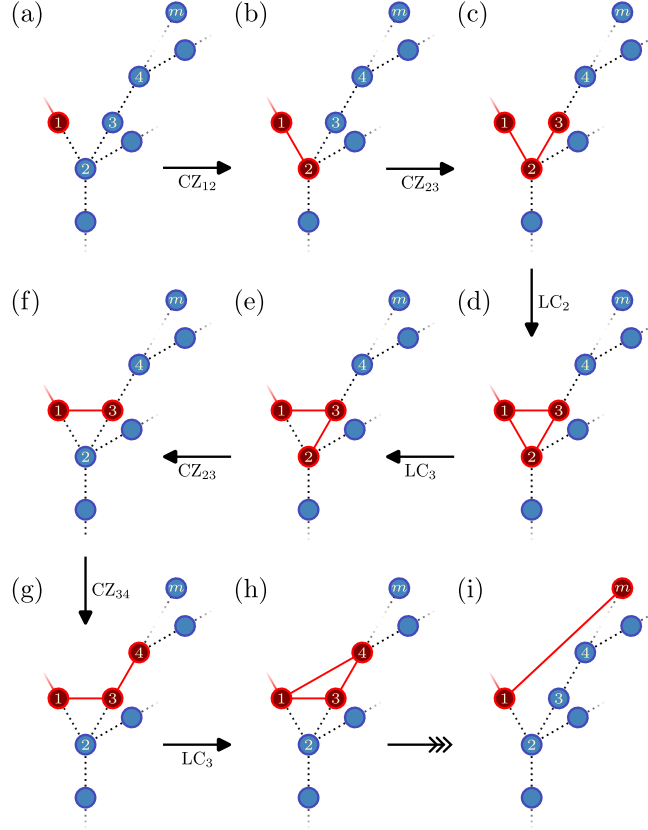 (a) (b) (c)
m m m
4 4 4
1 3 1 3 1 3
2 2 2
CZ12 CZ23
LC2
(f) (e) (d)
m m m
4 4 4
1 3 1 3 1 3
2 2 2
CZ23 LC3
CZ34
(g) (h) (i)
m m m
4 4 4
1 3 1 3 1 3
2 2 2
LC3